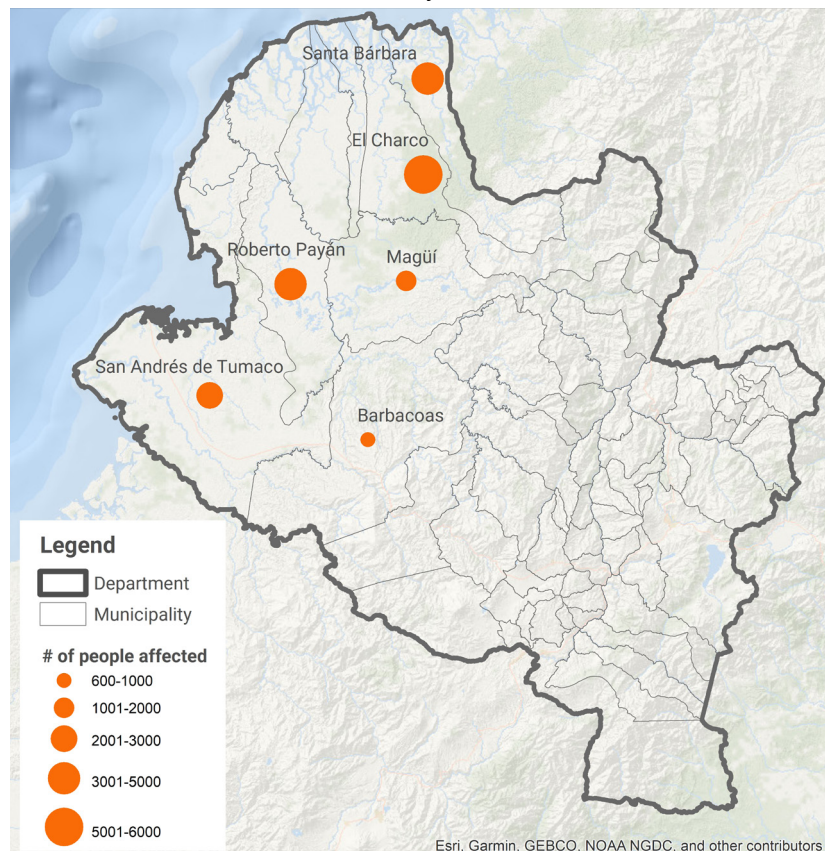 Santa Bárbara
El Charco
Roberto Payán
Magüí
San Andrés de Tumaco
Barbacoas
Legend
Department
Municipality
# of people affected
600-1000
1001-2000
2001-3000
3001-5000
5001-6000
Esri, Garmin, GEBCO, NOAA NGDC, and other contributors